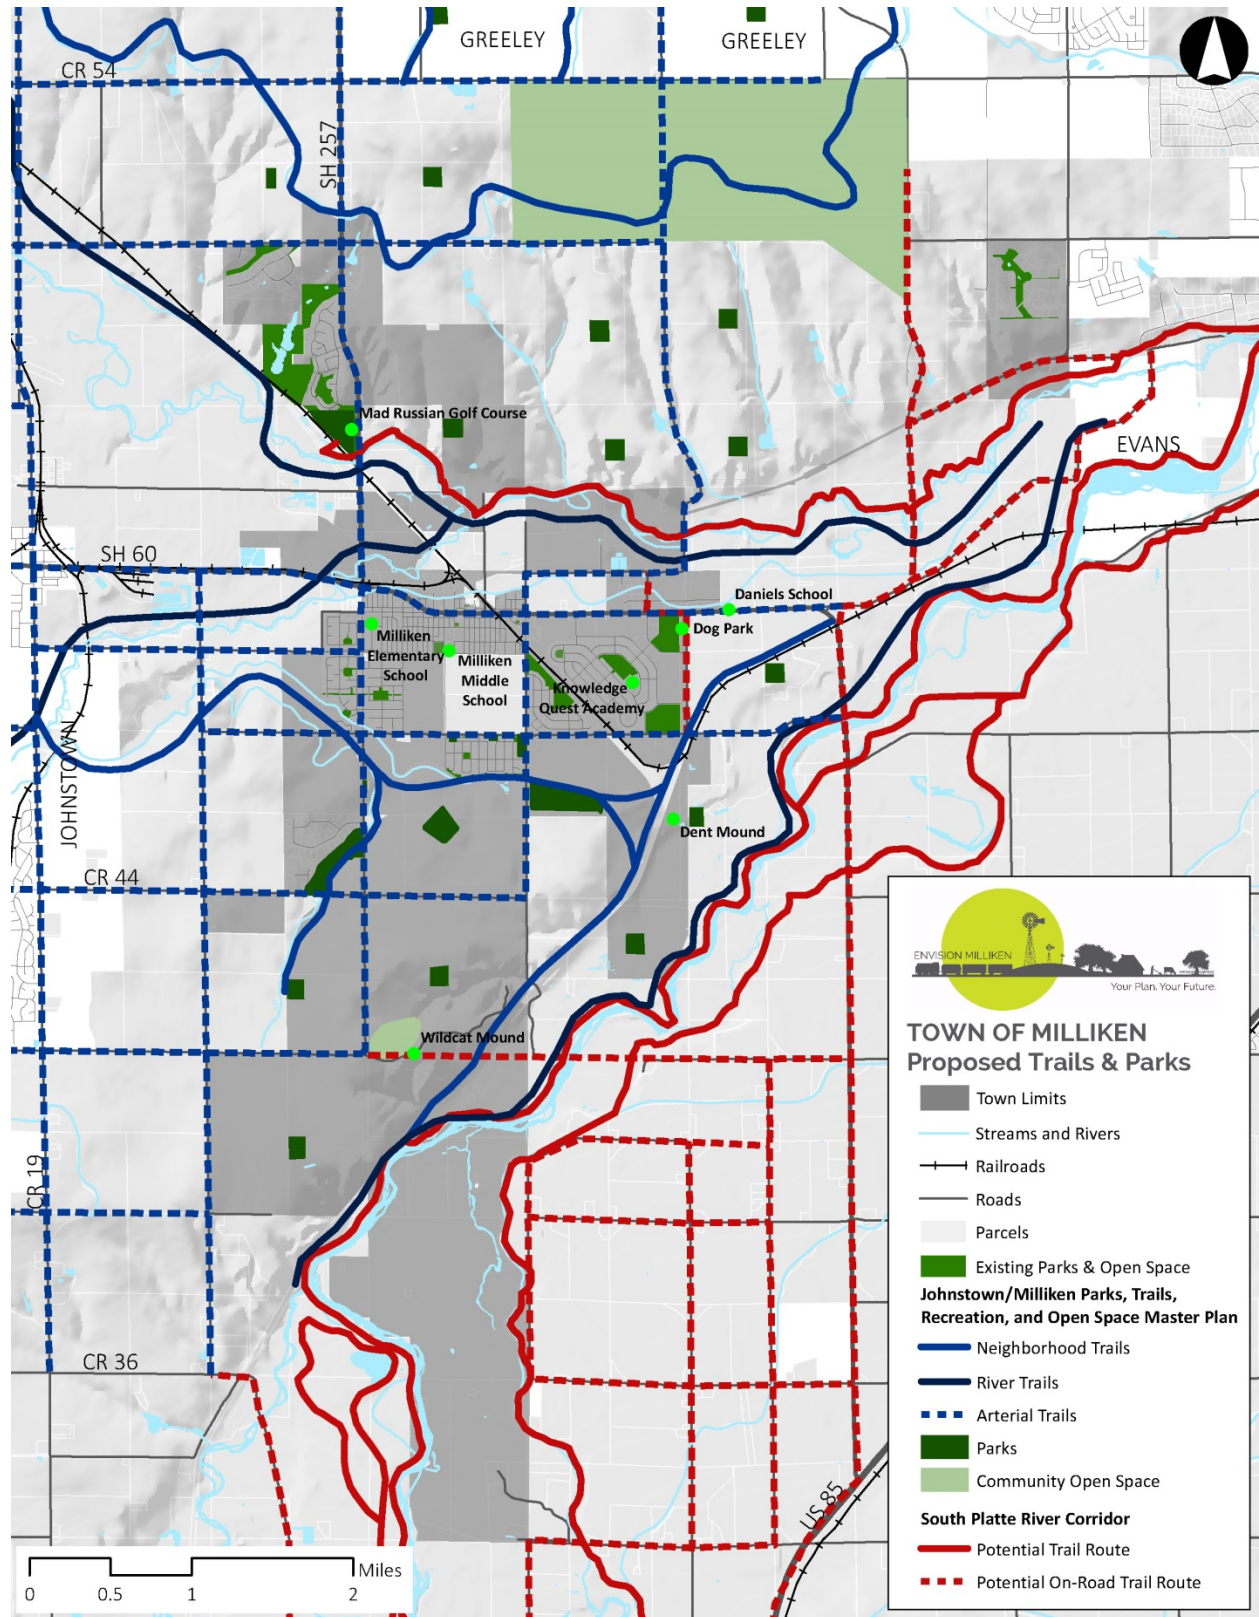 GREELEY
GREELEY
CR 54
SH 257
Mad Russian Golf Course
EVANS
SH 60
Daniels School
Dog Park
Milliken
Elementary
School
Milliken
Middle
School
Knowledge
Quest Academy
JOHNSTOWN
Dent Mound
CR 44
Wildcat Mound
CR 19
CR 36
US 85
ENVISION MILLIKEN
Your Plan. Your Future.
TOWN OF MILLIKEN
Proposed Trails & Parks
Town Limits
Streams and Rivers
Railroads
Roads
Parcels
Existing Parks & Open Space
Johnstown/Milliken Parks, Trails,
Recreation, and Open Space Master Plan
Neighborhood Trails
River Trails
Arterial Trails
Parks
Community Open Space
South Platte River Corridor
Potential Trail Route
Potential On-Road Trail Route
Miles
0 0.5 1 2